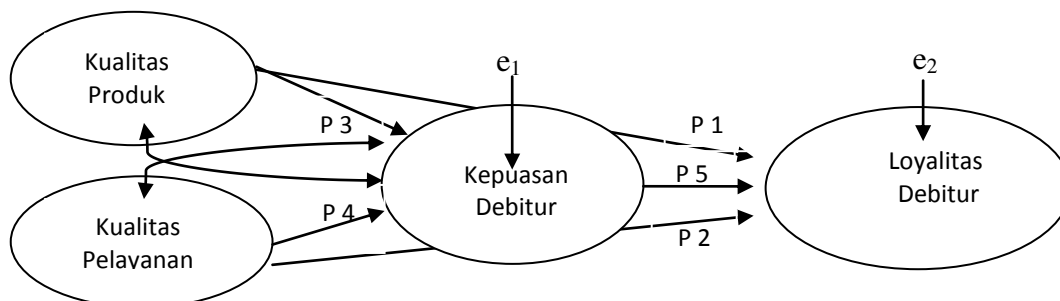 Kualitas
Produk
e1
e2
P 3
P 1
Kepuasan
Debitur
P 5
Loyalitas
Debitur
Kualitas
Pelayanan
P 4
P 2